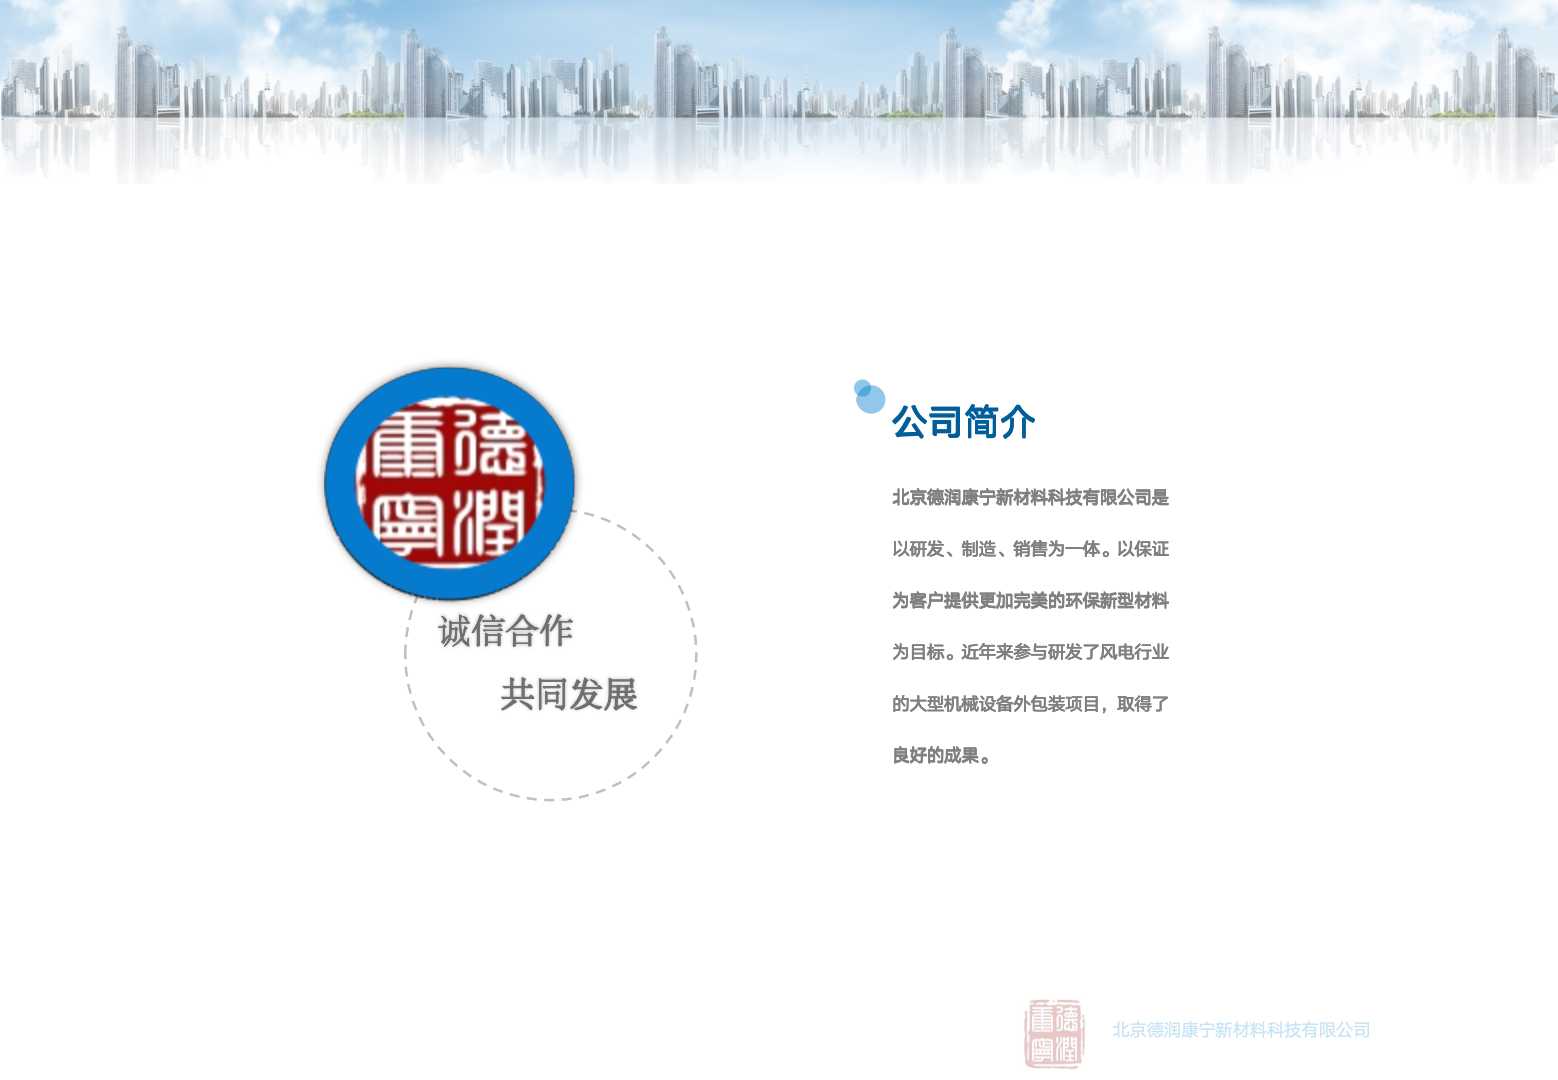 德润
康寧
诚信合作
共同发展
公司简介
北京德润康宁新材料科技有限公司是
以研发、制造、销售为一体。以保证
为客户提供更加完美的环保新型材料
为目标。近年来参与研发了风电行业
的大型机械设备外包装项目，取得了
良好的成果。
德润
康寧
北京德润康宁新材料科技有限公司